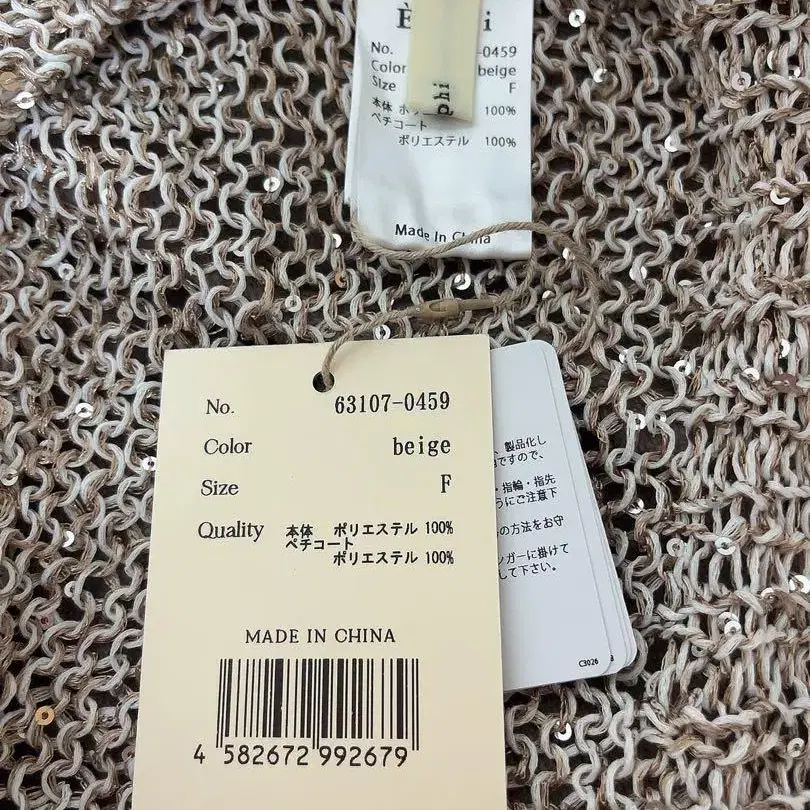 No. -0459
Color beige
Size F
本体 100%
ペチコート
ポリエステル 100%
Made In China
No. 63107-0459
Color beige
Size F
Quality 本体 ポリエステル 100%
ペチコート
ポリエステル 100%
MADE IN CHINA
4 582672 992679
、製品化し
ですので、
・指輪・指先
うにご注意下
の方法をお守
ンガーに掛けて
して下さい。
C3026